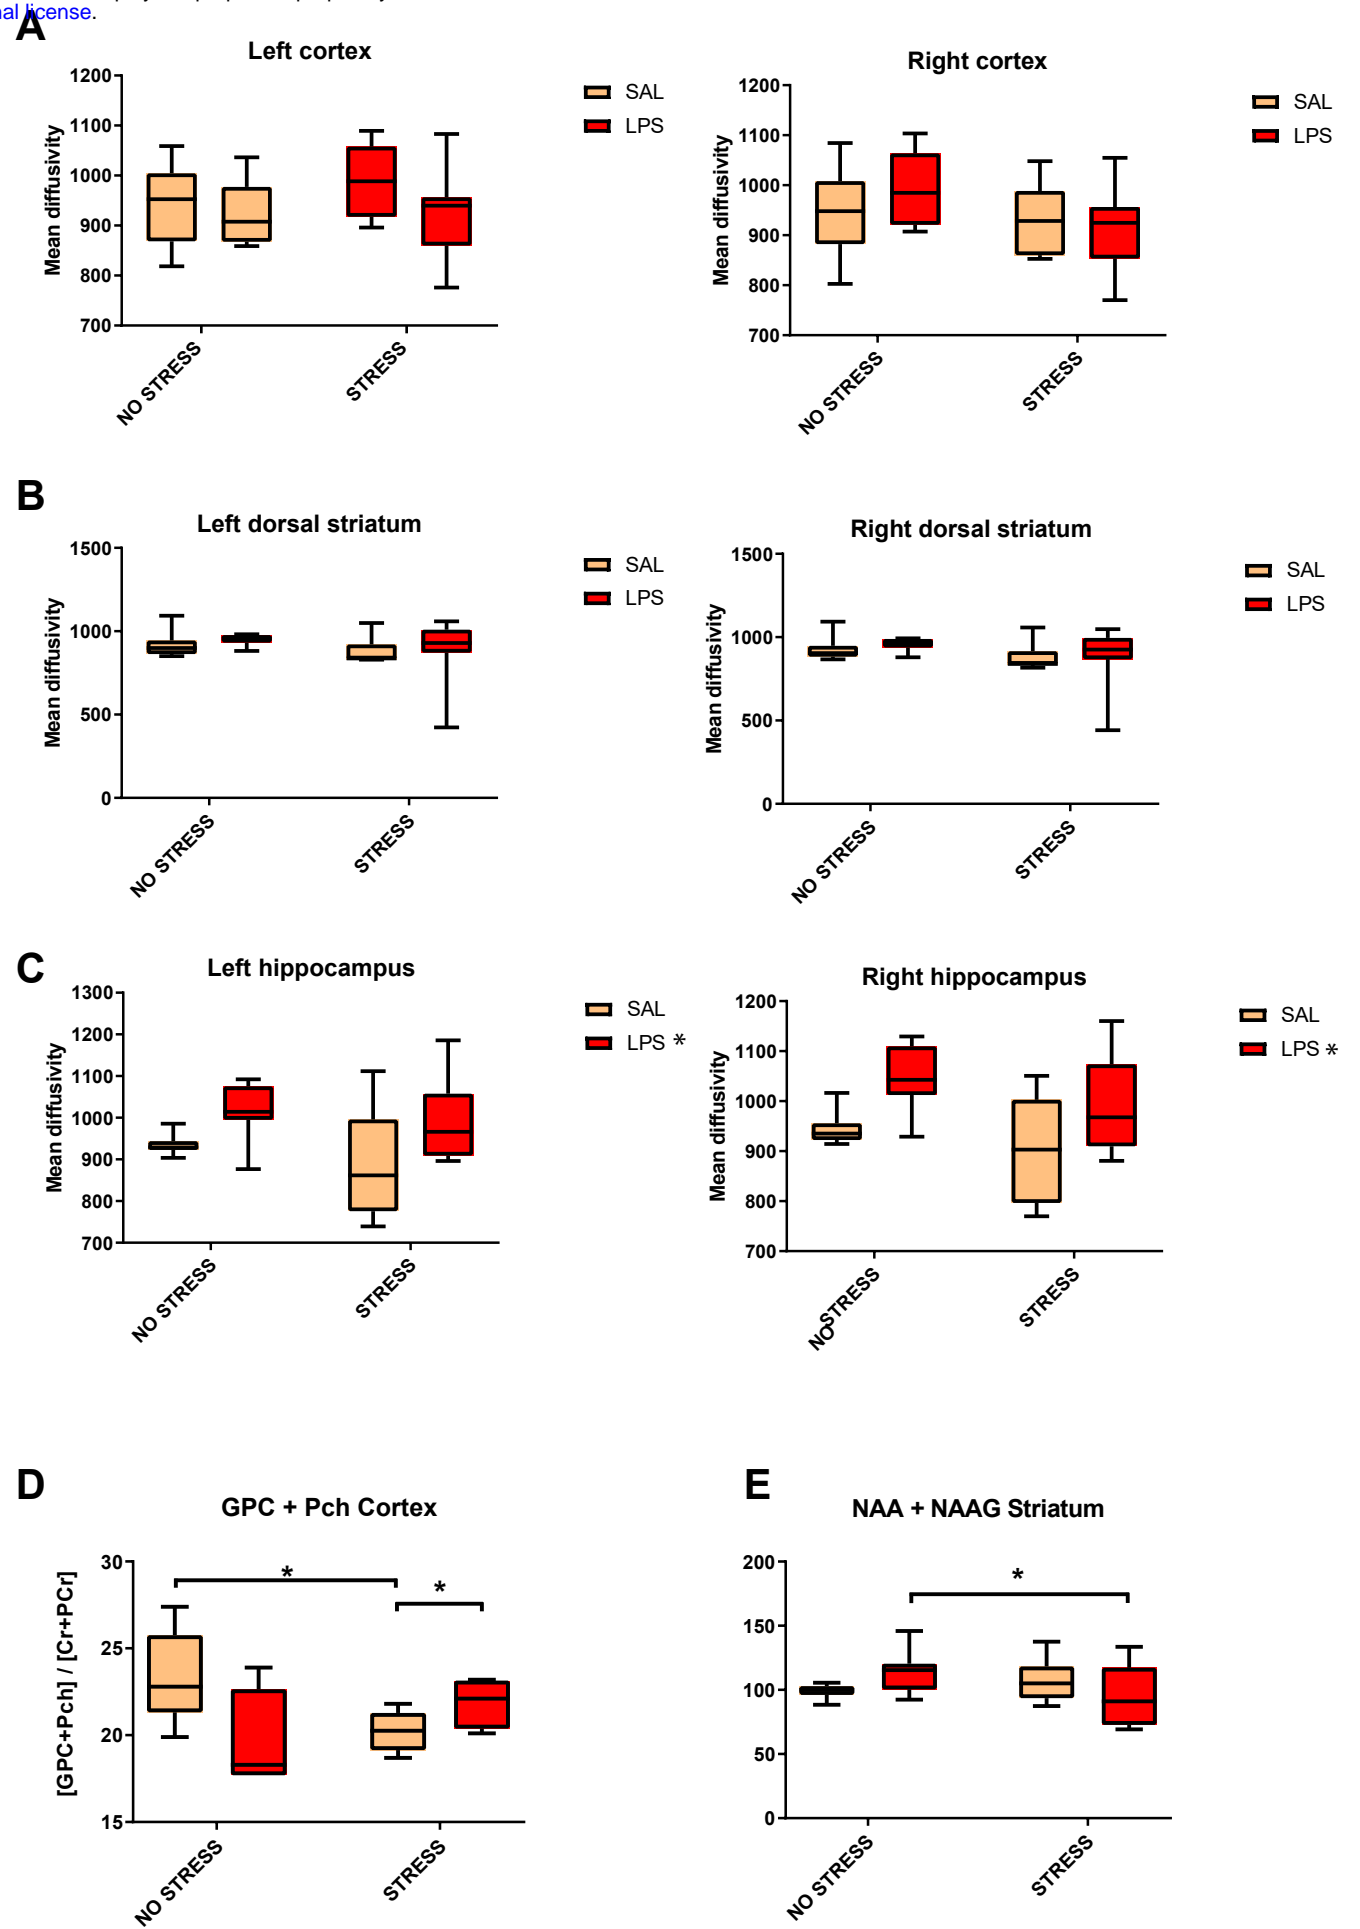 nal license.
A
Left cortex
1200
1100
1000
900
800
700
Mean diffusivity
NO STRESS
STRESS
SAL
LPS
Right cortex
1200
1100
1000
900
800
700
Mean diffusivity
NO STRESS
STRESS
SAL
LPS
B
Left dorsal striatum
1500
1000
500
0
Mean diffusivity
NO STRESS
STRESS
SAL
LPS
Right dorsal striatum
1500
1000
500
0
Mean diffusivity
NO STRESS
STRESS
SAL
LPS
C
Left hippocampus
1300
1200
1100
1000
900
800
700
Mean diffusivity
NO STRESS
STRESS
SAL
LPS *
Right hippocampus
1200
1100
1000
900
800
700
Mean diffusivity
NO STRESS
STRESS
SAL
LPS *
D
GPC + Pch Cortex
30
25
20
15
[GPC+Pch] / [Cr+PCr]
*
*
NO STRESS
STRESS
E
NAA + NAAG Striatum
200
150
100
50
0
*
NO STRESS
STRESS